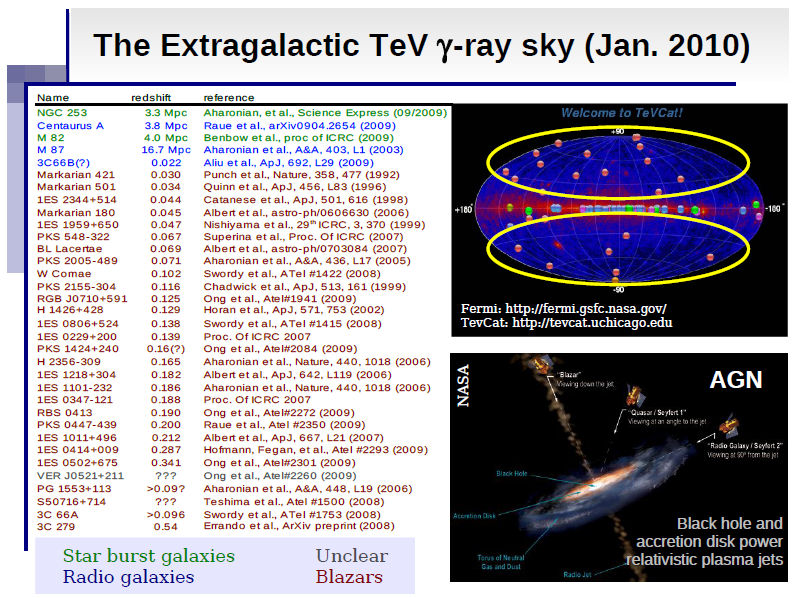 The Extragalactic TeV γ-ray sky (Jan. 2010)
Name redshift reference
NGC 253 3.3 Mpc Aharonian, et al., Science Express (09/2009)
Centaurus A 3.8 Mpc Raue et al., arXiv0904.2654 (2009)
M 82 4.0 Mpc Benbow et al., proc of ICRC (2009)
M 87 16.7 Mpc Aharonian et al., A&A, 403, L1 (2003)
3C66B(?) 0.022 Aliu et al., ApJ, 692, L29 (2009)
Markarian 421 0.030 Punch et al., Nature, 358, 477 (1992)
Markarian 501 0.034 Quinn et al., ApJ, 456, L83 (1996)
1ES 2344+514 0.044 Catanese et al., ApJ, 501, 616 (1998)
Markarian 180 0.045 Albert et al., astro-ph/0606630 (2006)
1ES 1959+650 0.047 Nishiyama et al., 29th ICRC, 3, 370 (1999)
PKS 548-322 0.067 Superina et al., Proc. Of ICRC (2007)
BL Lacertae 0.069 Albert et al., astro-ph/0703084 (2007)
PKS 2005-489 0.071 Aharonian et al., A&A, 436, L17 (2005)
W Comae 0.102 Swordy et al., ATel #1422 (2008)
PKS 2155-304 0.116 Chadwick et al., ApJ, 513, 161 (1999)
RGB J0710+591 0.125 Ong et al., Atel#1941 (2009)
H 1426+428 0.129 Horan et al., ApJ, 571, 753 (2002)
1ES 0806+524 0.138 Swordy et al., ATel #1415 (2008)
1ES 0229+200 0.139 Proc. Of ICRC 2007
PKS 1424+240 0.16(?) Ong et al., Atel#2084 (2009)
H 2356-309 0.165 Aharonian et al., Nature, 440, 1018 (2006)
1ES 1218+304 0.182 Albert et al., ApJ, 642, L119 (2006)
1ES 1101-232 0.186 Aharonian et al., Nature, 440, 1018 (2006)
1ES 0347-121 0.188 Proc. Of ICRC 2007
RBS 0413 0.190 Ong et al., Atel#2272 (2009)
PKS 0447-439 0.200 Raue et al., Atel #2350 (2009)
1ES 1011+496 0.212 Albert et al., ApJ, 667, L21 (2007)
1ES 0414+009 0.287 Hofmann, Fegan, et al., Atel #2293 (2009)
1ES 0502+675 0.341 Ong et al., Atel#2301 (2009)
VER J0521+211 ??? Ong et al., Atel#2260 (2009)
PG 1553+113 >0.09? Aharonian et al., A&A, 448, L19 (2006)
S50716+714 ??? Teshima et al., Atel #1500 (2008)
3C 66A >0.096 Swordy et al., ATel #1753 (2008)
3C 279 0.54 Errando et al., ArXiv preprint (2008)
Star burst galaxies Unclear
Radio galaxies Blazars
Welcome to TeVCat!
+90
+180 -180
-90
Fermi: http://fermi.gsfc.nasa.gov/
TevCat: http://tevcat.uchicago.edu
NASA
AGN
"Blazar"
Viewing down the jet
"Quasar / Seyfert 1"
Viewing at an angle to the jet
"Radio Galaxy / Seyfert 2"
Viewing at 90° from the jet
Black Hole
Accretion Disk
Torus of Neutral
Gas and Dust
Radio Jet
Black hole and
accretion disk power
relativistic plasma jets